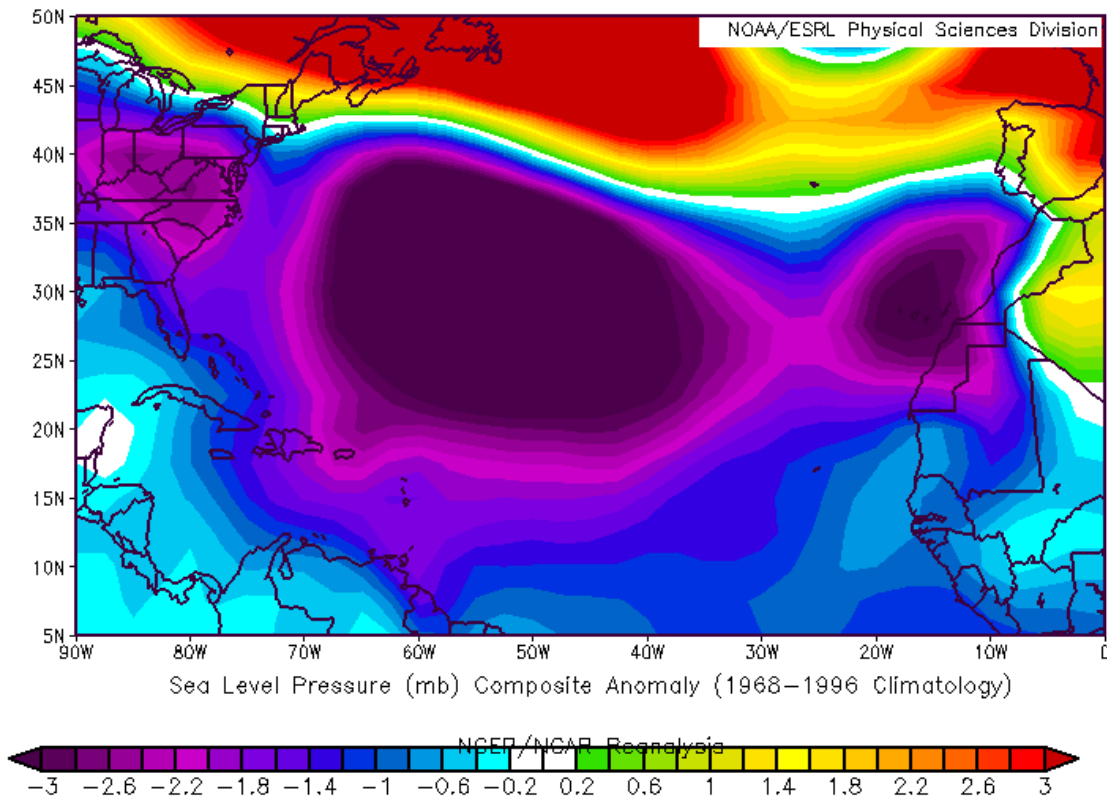 50N
NOAA/ESRL Physical Sciences Division
45N
40N
35N
30N
25N
20N
15N
10N
5N
90W 80W 70W 60W 50W 40W 30W 20W 10W 0
Sea Level Pressure (mb) Composite Anomaly (1968-1996 Climatology)
NCEP/NCAR Reanalysis
-3 -2.6 -2.2 -1.8 -1.4 -1 -0.6 -0.2 0.2 0.6 1 1.4 1.8 2.2 2.6 3